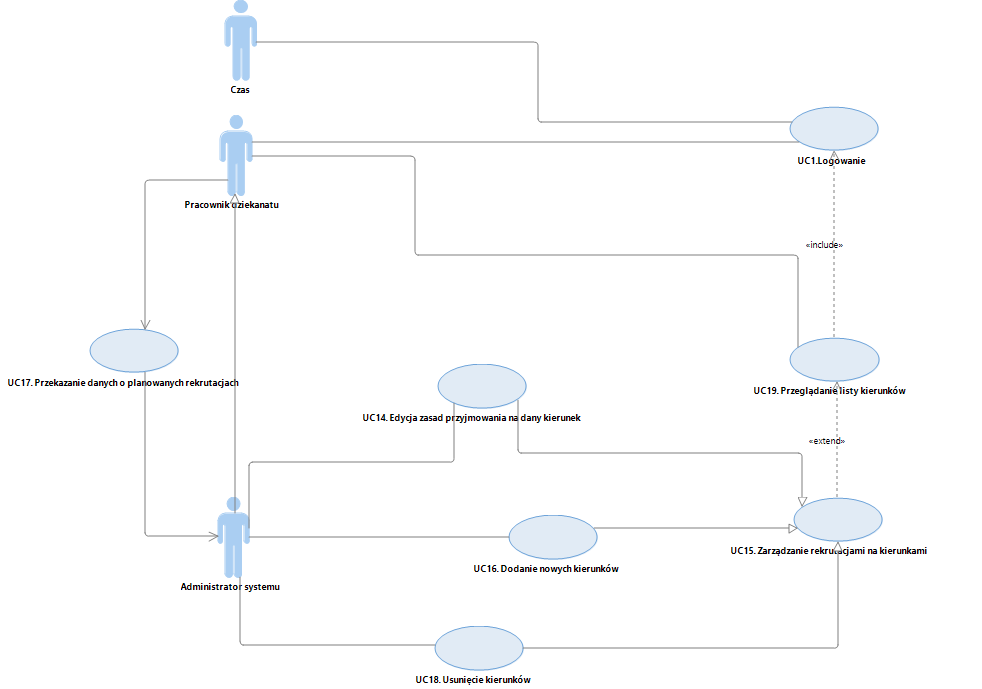 Czas
UC1.Logowanie
Pracownik dziekanatu
«include»
UC17. Przekazanie danych o planowanych rekrutacjach
UC19. Przeglądanie listy kierunków
UC14. Edycja zasad przyjmowania na dany kierunek
«extend»
UC15. Zarządzanie rekrutacjami na kierunkami
UC16. Dodanie nowych kierunków
Administrator systemu
UC18. Usunięcie kierunków